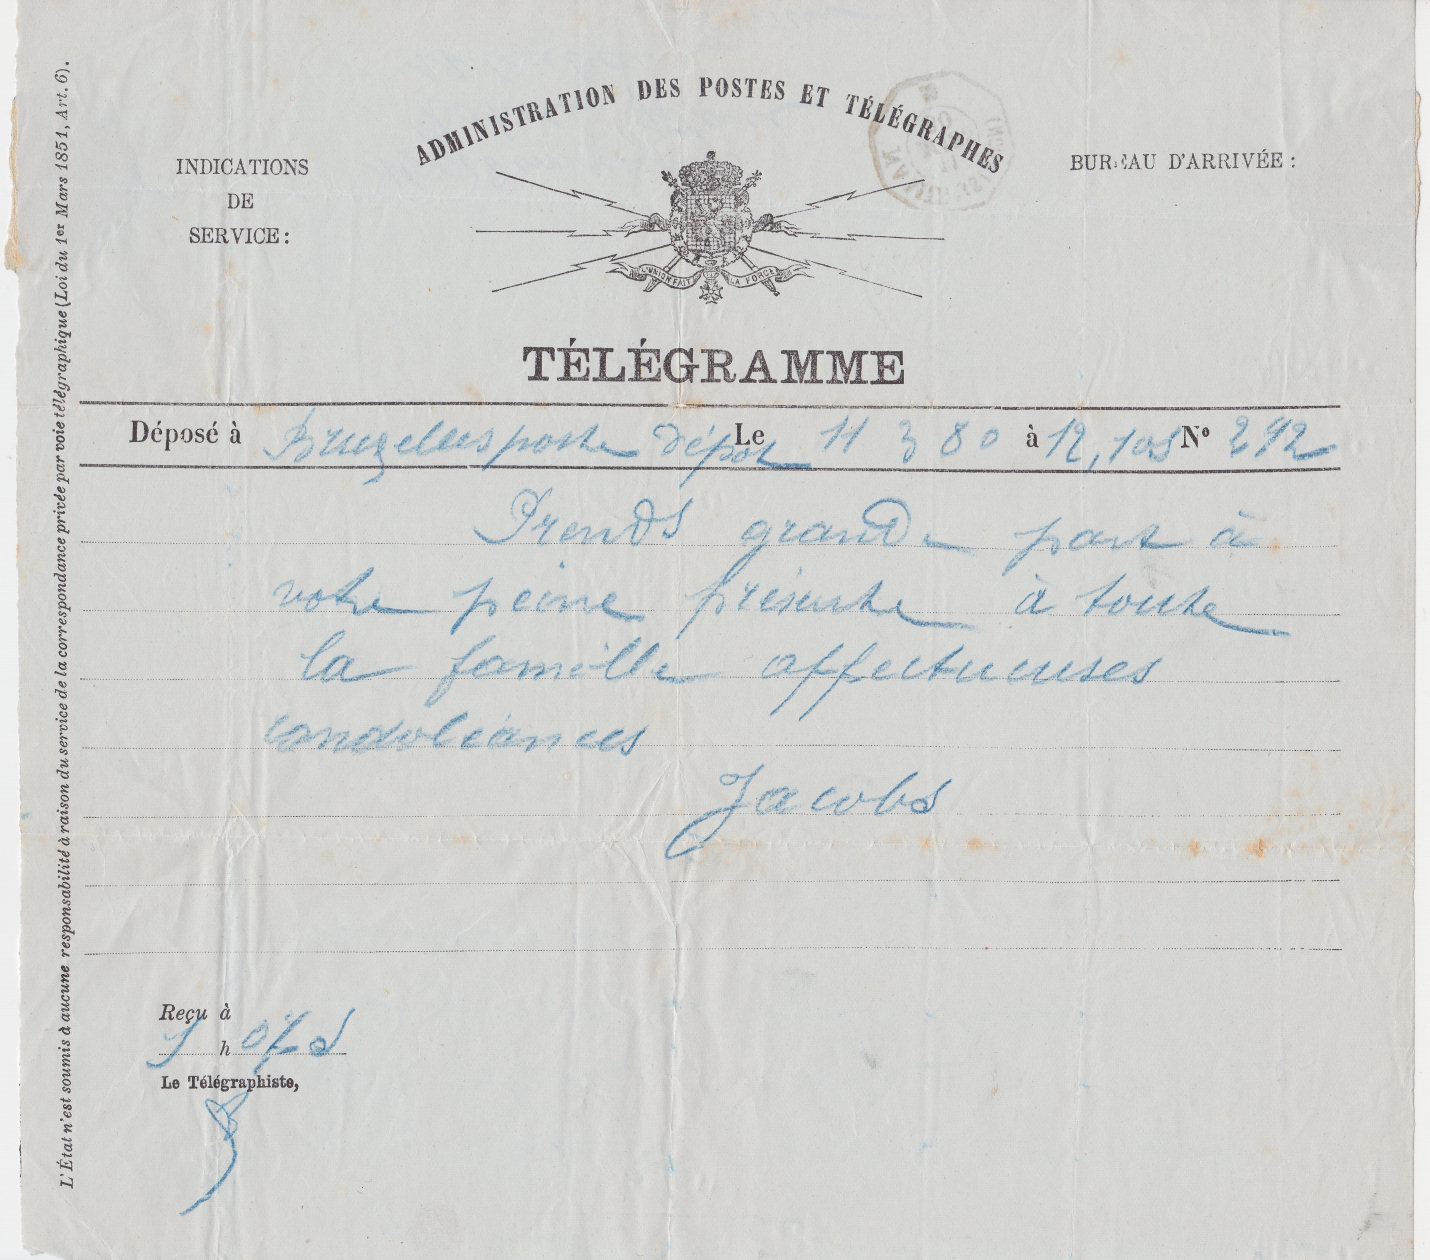 ADMINISTRATION DES POSTES ET TÉLÉGRAPHES
INDICATIONS
DE
SERVICE :
BUREAU D'ARRIVÉE :
L'UNION FAIT LA FORCE
TÉLÉGRAMME
Déposé à Bruxelles poste dépôt Le 11 3 80 à 12, 10 S N° 292
Prends grande part à
votre peine présente à toute
la famille affectueuses
condoléances
Jacobs
Reçu à
1 h S
Le Télégraphiste,
L'État n'est soumis à aucune responsabilité à raison du service de la correspondance privée par voie télégraphique (Loi du 1er Mars 1851, Art. 6).